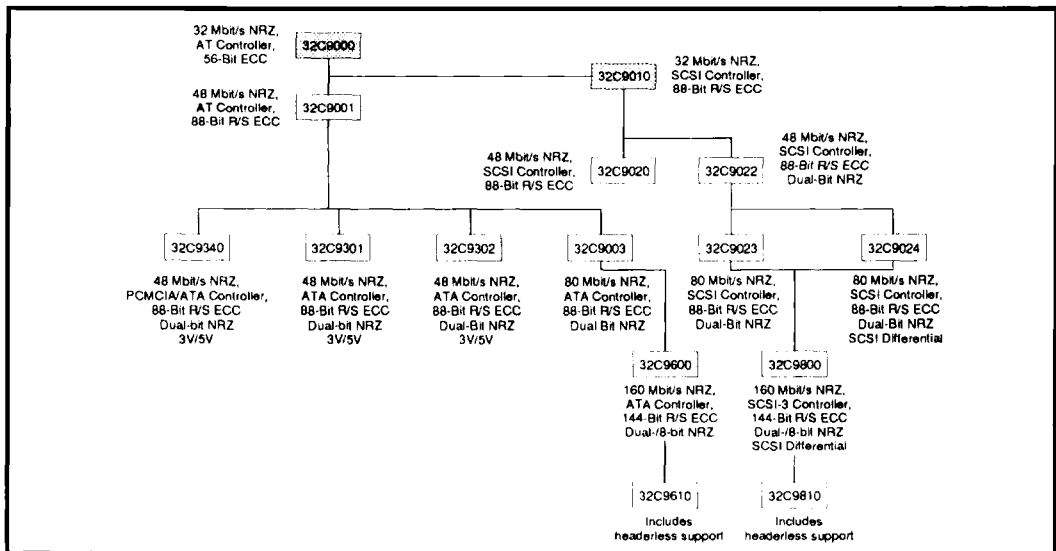 32 Mbit/s NRZ,
AT Controller,
56-Bit ECC
32C9000
32C9010
32 Mbit/s NRZ,
SCSI Controller,
88-Bit R/S ECC
48 Mbit/s NRZ,
AT Controller,
88-Bit R/S ECC
32C9001
48 Mbit/s NRZ,
SCSI Controller,
88-Bit R/S ECC
32C9020
32C9022
48 Mbit/s NRZ,
SCSI Controller,
88-Bit R/S ECC
Dual-Bit NRZ
32C9340
48 Mbit/s NRZ,
PCMCIA/ATA Controller,
88-Bit R/S ECC
Dual-bit NRZ
3V/5V
32C9301
48 Mbit/s NRZ,
ATA Controller,
88-Bit R/S ECC
Dual-bit NRZ
3V/5V
32C9302
48 Mbit/s NRZ,
ATA Controller,
88-Bit R/S ECC
Dual-Bit NRZ
3V/5V
32C9003
80 Mbit/s NRZ,
ATA Controller,
88-Bit R/S ECC
Dual Bit NRZ
32C9023
80 Mbit/s NRZ,
SCSI Controller,
88-Bit R/S ECC
Dual-Bit NRZ
32C9024
80 Mbit/s NRZ,
SCSI Controller,
88-Bit R/S ECC
Dual-Bit NRZ
SCSI Differential
32C9600
160 Mbit/s NRZ,
ATA Controller,
144-Bit R/S ECC
Dual-/8-bit NRZ
32C9800
160 Mbit/s NRZ,
SCSI-3 Controller,
144-Bit R/S ECC
Dual-/8-bit NRZ
SCSI Differential
32C9610
Includes
headerless support
32C9810
Includes
headerless support